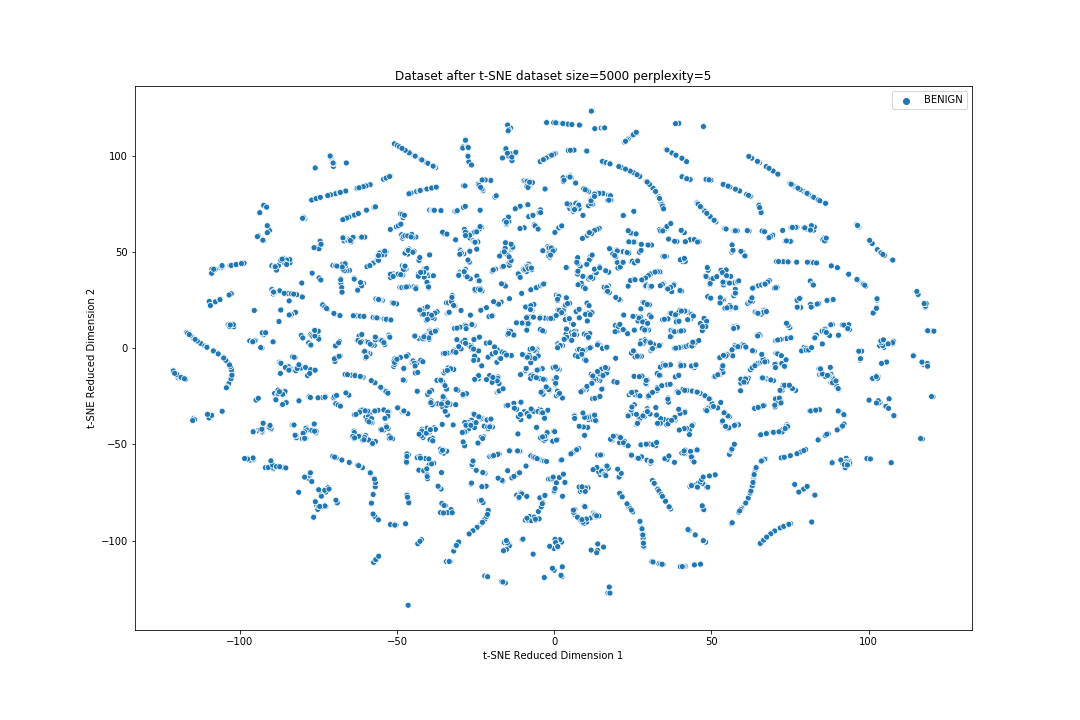 Dataset after t-SNE dataset size=5000 perplexity=5
BENIGN
100
50
0
−50
−100
t-SNE Reduced Dimension 2
−100
−50
0
50
100
t-SNE Reduced Dimension 1